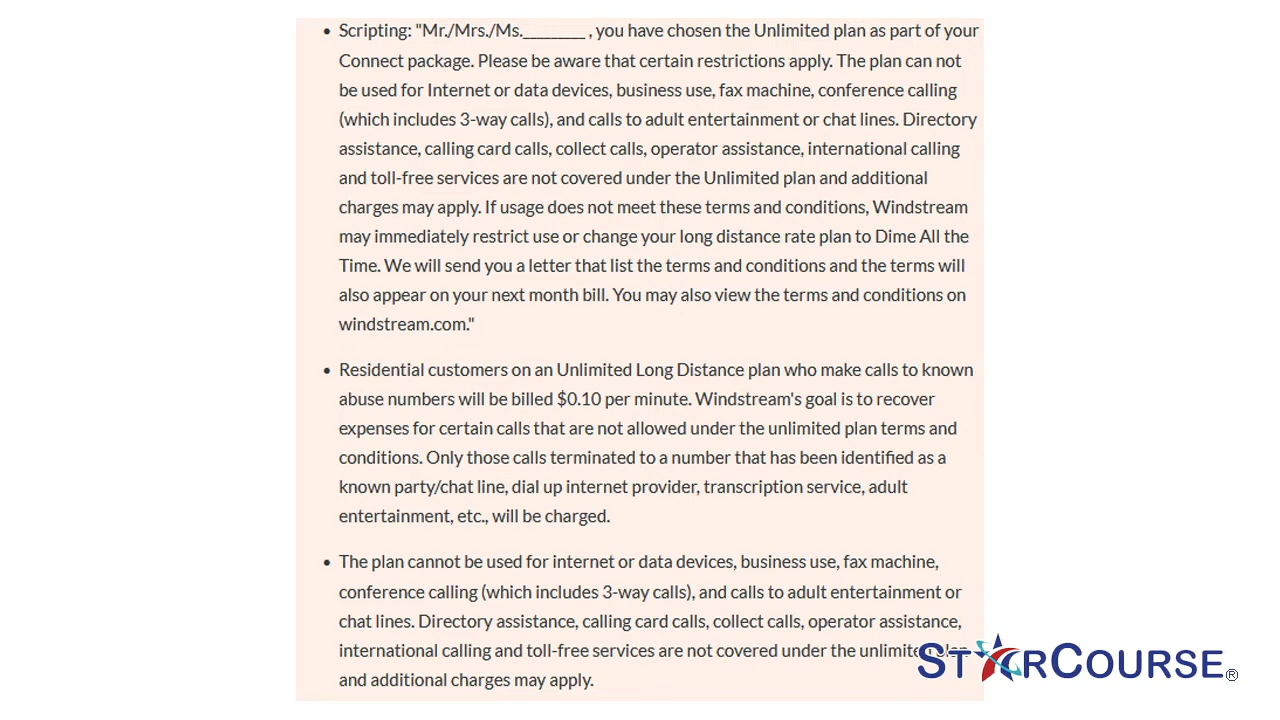 • Scripting: "Mr./Mrs./Ms.________ , you have chosen the Unlimited plan as part of your
Connect package. Please be aware that certain restrictions apply. The plan can not
be used for Internet or data devices, business use, fax machine, conference calling
(which includes 3-way calls), and calls to adult entertainment or chat lines. Directory
assistance, calling card calls, collect calls, operator assistance, international calling
and toll-free services are not covered under the Unlimited plan and additional
charges may apply. If usage does not meet these terms and conditions, Windstream
may immediately restrict use or change your long distance rate plan to Dime All the
Time. We will send you a letter that list the terms and conditions and the terms will
also appear on your next month bill. You may also view the terms and conditions on
windstream.com."
• Residential customers on an Unlimited Long Distance plan who make calls to known
abuse numbers will be billed $0.10 per minute. Windstream's goal is to recover
expenses for certain calls that are not allowed under the unlimited plan terms and
conditions. Only those calls terminated to a number that has been identified as a
known party/chat line, dial up internet provider, transcription service, adult
entertainment, etc., will be charged.
• The plan cannot be used for internet or data devices, business use, fax machine,
conference calling (which includes 3-way calls), and calls to adult entertainment or
chat lines. Directory assistance, calling card calls, collect calls, operator assistance,
international calling and toll-free services are not covered under the unlimited plan
and additional charges may apply.
STARCOURSE®